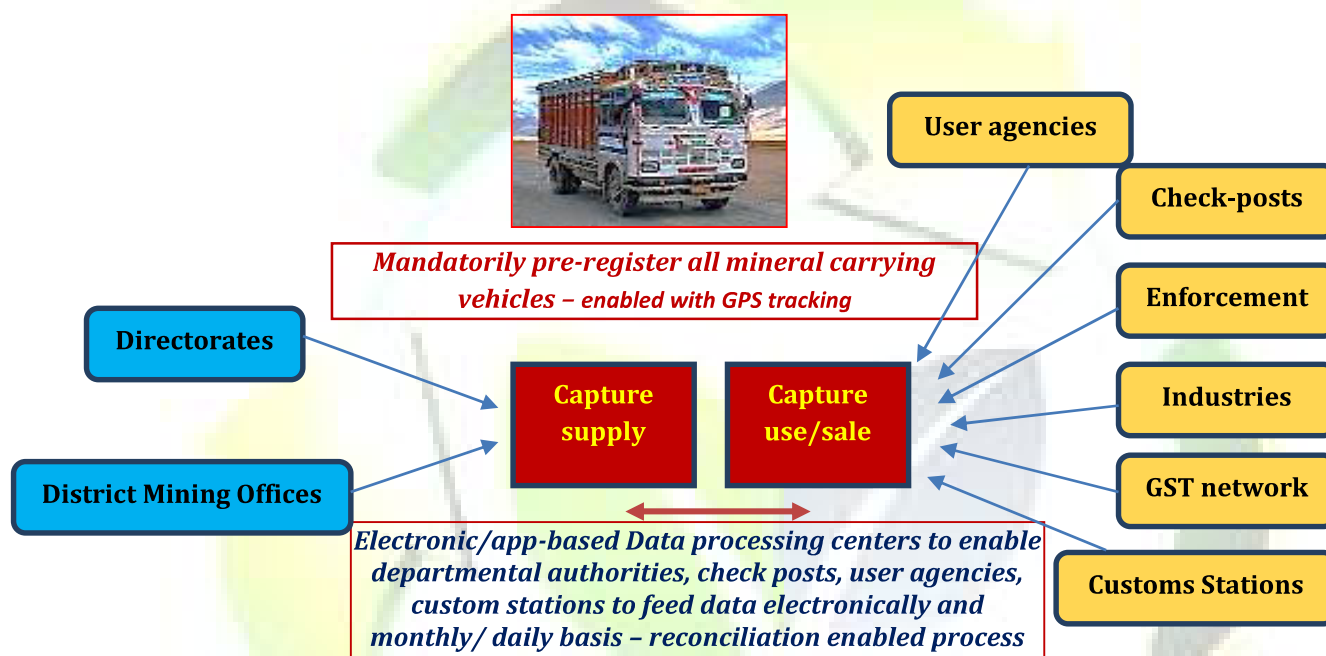 User agencies
Check-posts
Mandatorily pre-register all mineral carrying
vehicles – enabled with GPS tracking
Enforcement
Directorates
Capture
supply
Capture
use/sale
Industries
District Mining Offices
GST network
Electronic/app-based Data processing centers to enable
departmental authorities, check posts, user agencies,
custom stations to feed data electronically and
monthly/ daily basis – reconciliation enabled process
Customs Stations